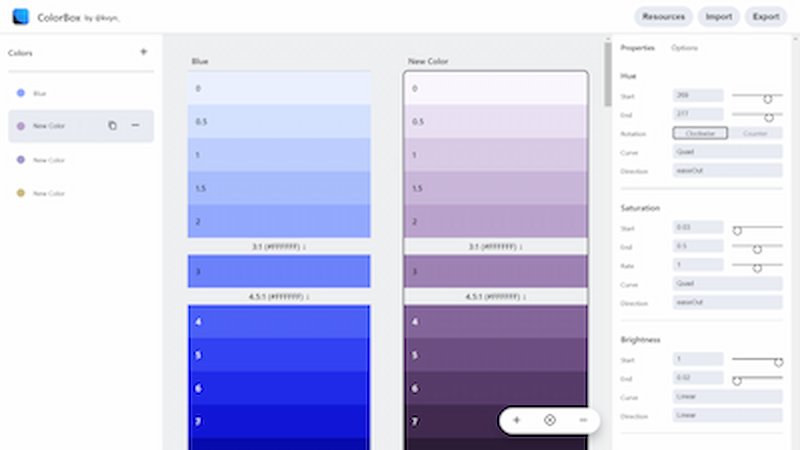 ColorBox by @kvyn_
Resources Import Export
Colors +
Blue
New Color
New Color
New Color
Blue
0
0.5
1
1.5
2
3:1 (#FFFFFF) ↓
3
4.5:1 (#FFFFFF) ↓
4
5
6
7
New Color
0
0.5
1
1.5
2
3:1 (#FFFFFF) ↓
3
4.5:1 (#FFFFFF) ↓
4
5
6
7
Properties Options
Hue
Start
End 277
Rotation Clockwise Counter
Curve Quad
Direction easeOut
Saturation
Start 0.03
End 0.5
Rate 1
Curve Quad
Direction easeOut
Brightness
Start 1
End 0.02
Curve Linear
Direction Linear